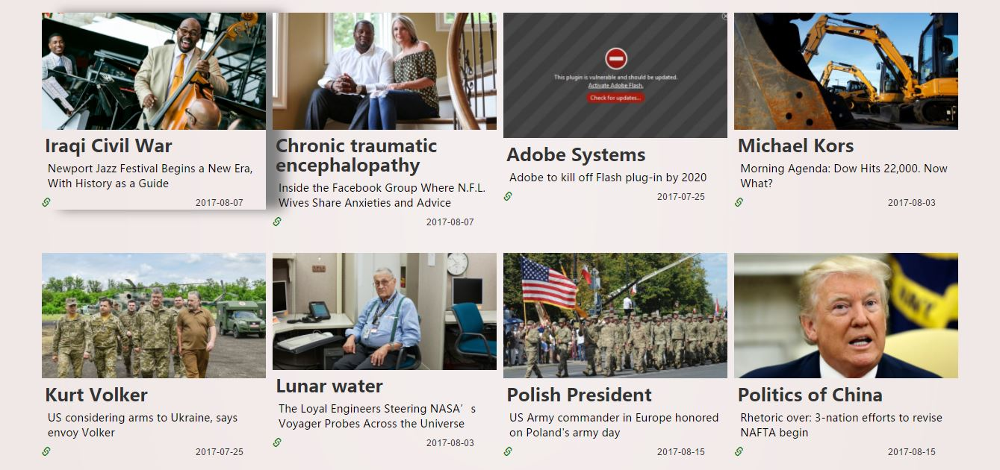 This plugin is vulnerable and should be updated.
Activate Adobe Flash.
Check for updates...
Iraqi Civil War
Newport Jazz Festival Begins a New Era,
With History as a Guide
2017-08-07
Chronic traumatic
encephalopathy
Inside the Facebook Group Where N.F.L.
Wives Share Anxieties and Advice
2017-08-07
Adobe Systems
Adobe to kill off Flash plug-in by 2020
2017-07-25
CAT
Michael Kors
Morning Agenda: Dow Hits 22,000. Now
What?
2017-08-03
Kurt Volker
US considering arms to Ukraine, says
envoy Volker
2017-07-25
Lunar water
The Loyal Engineers Steering NASA’s
Voyager Probes Across the Universe
2017-08-03
Polish President
US Army commander in Europe honored
on Poland's army day
2017-08-15
Politics of China
Rhetoric over: 3-nation efforts to revise
NAFTA begin
2017-08-15